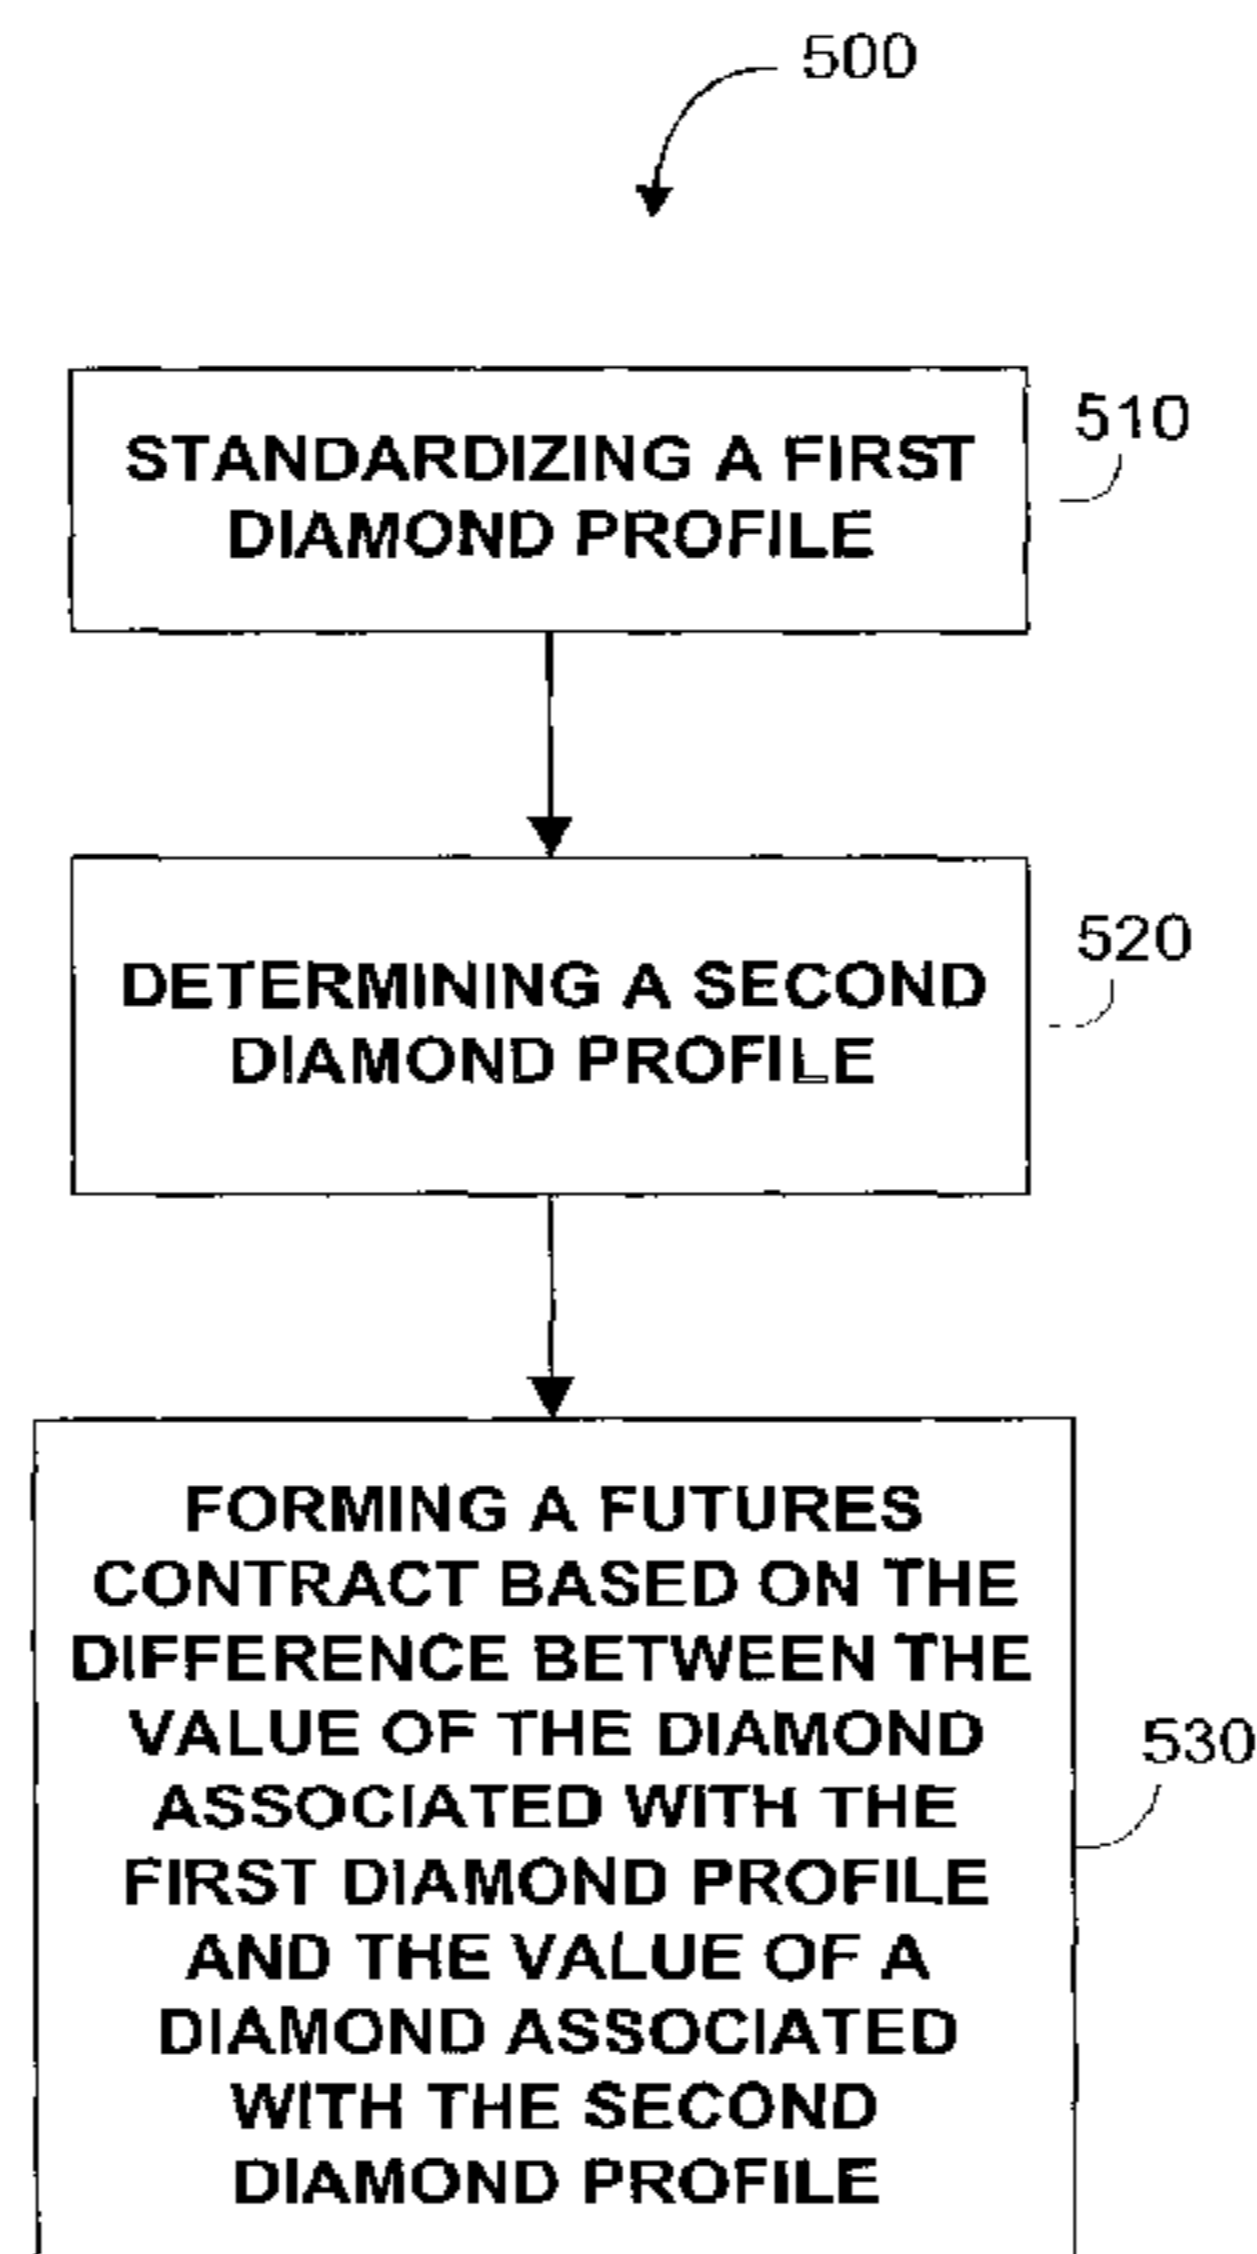 500
STANDARDIZING A FIRST
DIAMOND PROFILE
510
DETERMINING A SECOND
DIAMOND PROFILE
520
FORMING A FUTURES
CONTRACT BASED ON THE
DIFFERENCE BETWEEN THE
VALUE OF THE DIAMOND
ASSOCIATED WITH THE
FIRST DIAMOND PROFILE
AND THE VALUE OF A
DIAMOND ASSOCIATED
WITH THE SECOND
DIAMOND PROFILE
530